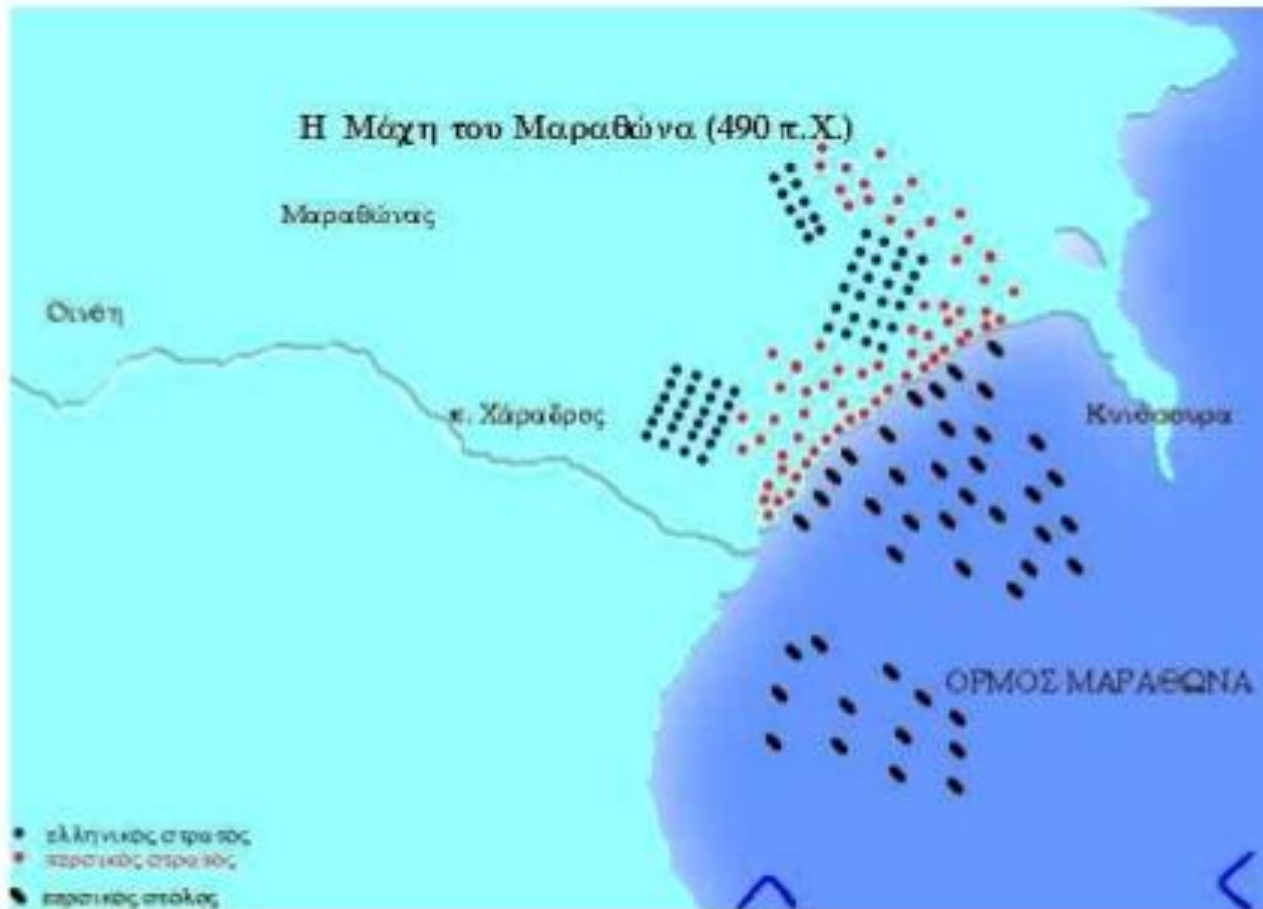 Η Μάχη του Μαραθώνα (490 π.Χ.)
Μαραθώνας
Οινόη
π. Χάραδρος
Κυνόσουρα
ΟΡΜΟΣ ΜΑΡΑΘΩΝΑ
ελληνικός στρατός
περσικός στρατός
περσικός στόλος